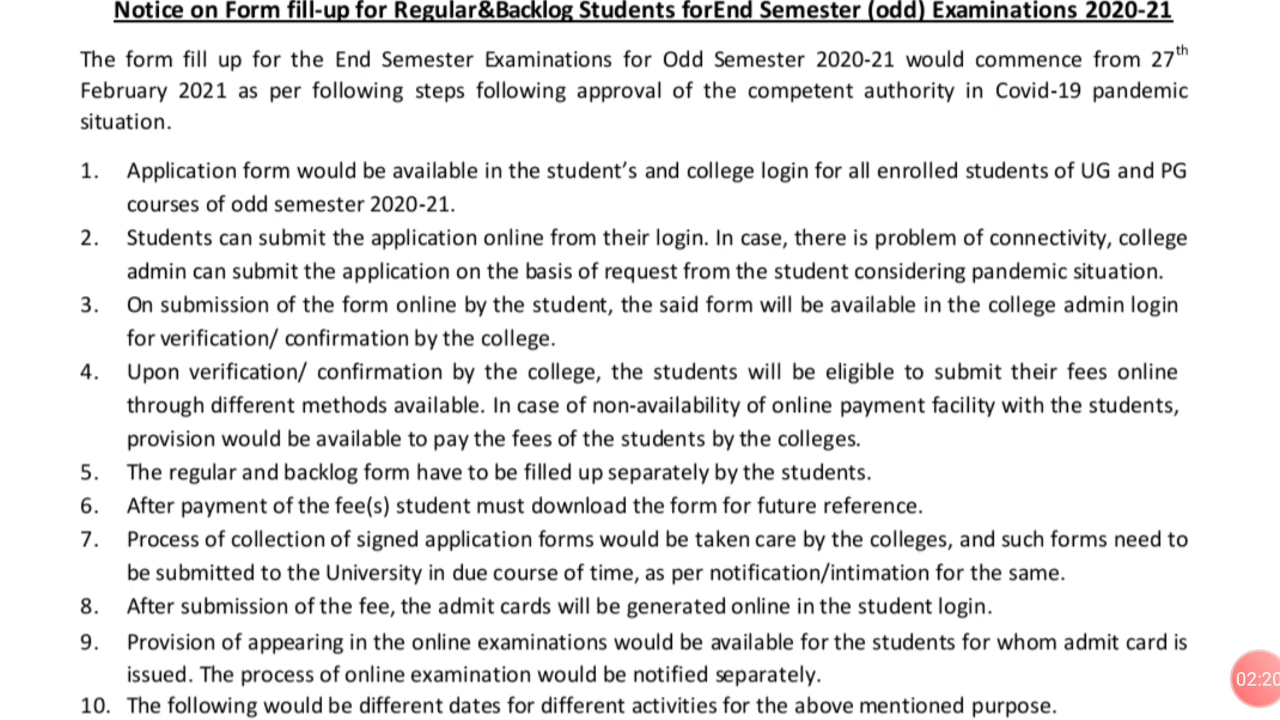 Notice on Form fill-up for Regular&Backlog Students forEnd Semester (odd) Examinations 2020-21
The form fill up for the End Semester Examinations for Odd Semester 2020-21 would commence from 27th
February 2021 as per following steps following approval of the competent authority in Covid-19 pandemic
situation.
1. Application form would be available in the student's and college login for all enrolled students of UG and PG
courses of odd semester 2020-21.
2. Students can submit the application online from their login. In case, there is problem of connectivity, college
admin can submit the application on the basis of request from the student considering pandemic situation.
3. On submission of the form online by the student, the said form will be available in the college admin login
for verification/ confirmation by the college.
4. Upon verification/ confirmation by the college, the students will be eligible to submit their fees online
through different methods available. In case of non-availability of online payment facility with the students,
provision would be available to pay the fees of the students by the colleges.
5. The regular and backlog form have to be filled up separately by the students.
6. After payment of the fee(s) student must download the form for future reference.
7. Process of collection of signed application forms would be taken care by the colleges, and such forms need to
be submitted to the University in due course of time, as per notification/intimation for the same.
8. After submission of the fee, the admit cards will be generated online in the student login.
9. Provision of appearing in the online examinations would be available for the students for whom admit card is
issued. The process of online examination would be notified separately.
02:20
10. The following would be different dates for different activities for the above mentioned purpose.